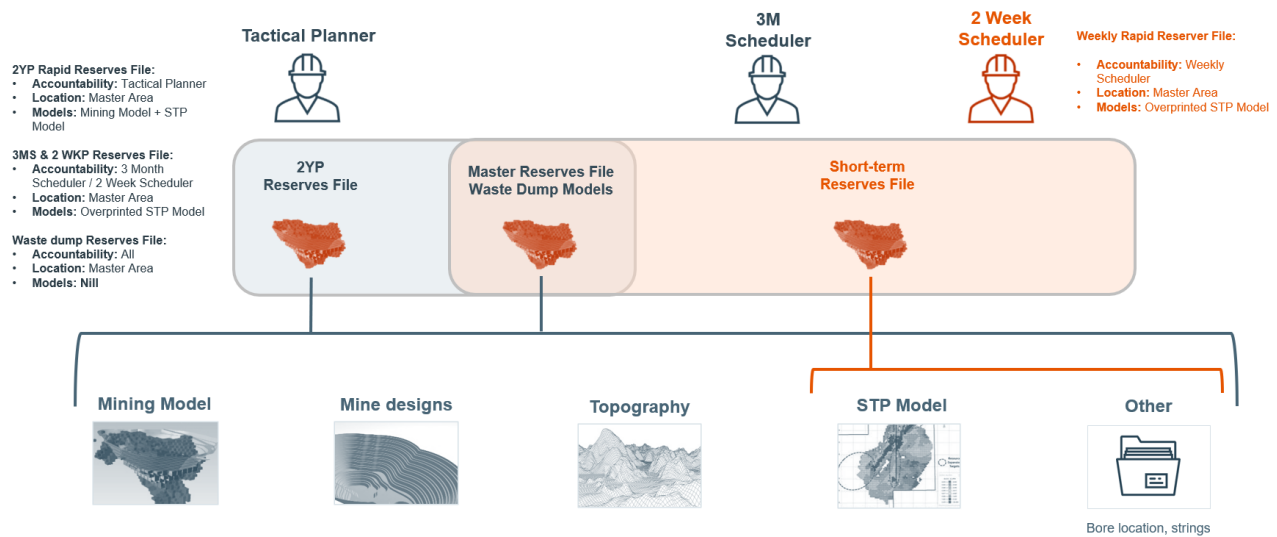 Tactical Planner
3M
Scheduler
2 Week
Scheduler
2YP Rapid Reserves File:
• Accountability: Tactical Planner
• Location: Master Area
• Models: Mining Model + STP
Model
3MS & 2 WKP Reserves File:
• Accountability: 3 Month
Scheduler / 2 Week Scheduler
• Location: Master Area
• Models: Overprinted STP Model
Waste dump Reserves File:
• Accountability: All
• Location: Master Area
• Models: Nill
Weekly Rapid Reserver File:
• Accountability: Weekly
Scheduler
• Location: Master Area
• Models: Overprinted STP Model
2YP
Reserves File
Master Reserves File
Waste Dump Models
Short-term
Reserves File
Mining Model
Mine designs
Topography
STP Model
Other
Bore location, strings